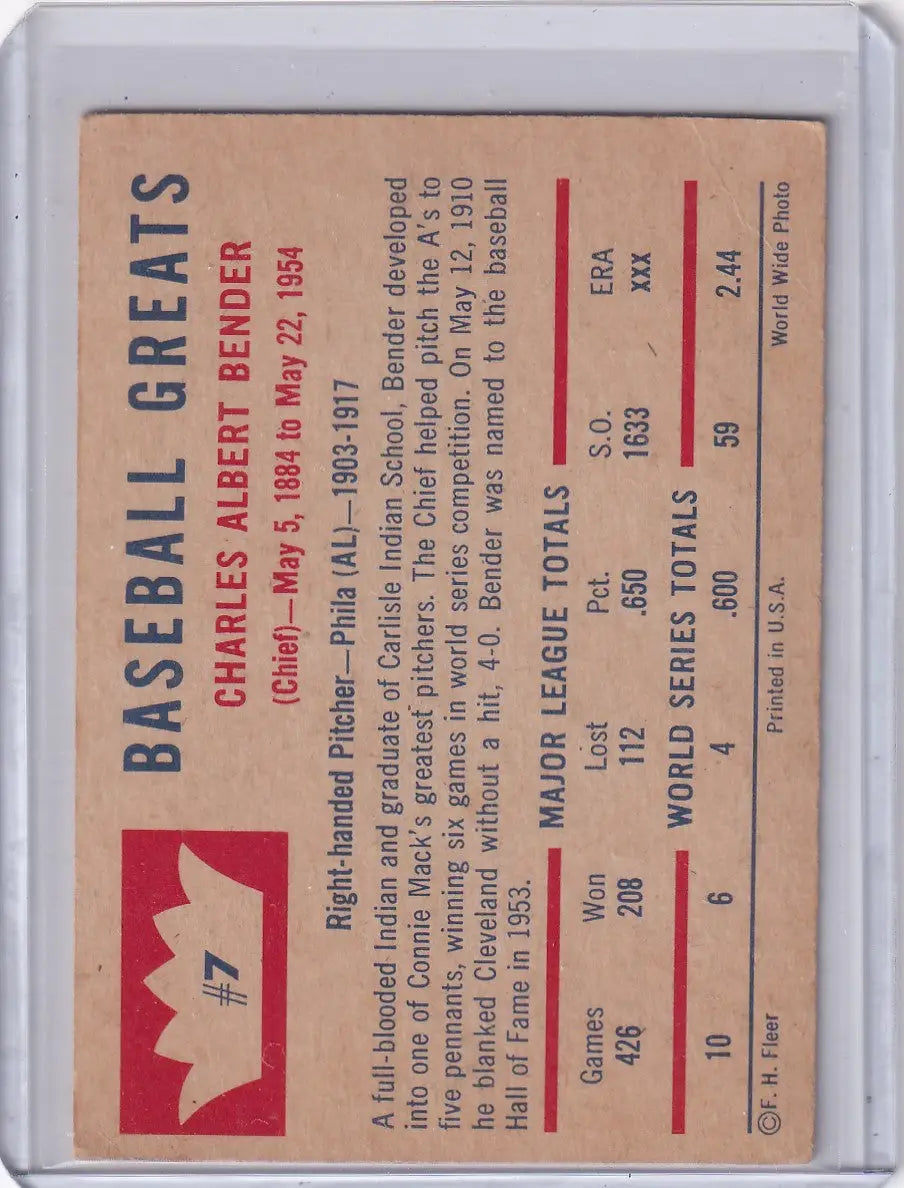 #7
BASEBALL GREATS
CHARLES ALBERT BENDER
(Chief)—May 5, 1884 to May 22, 1954
Right-handed Pitcher—Phila (AL)—1903-1917
A full-blooded Indian and graduate of Carlisle Indian School, Bender developed
into one of Connie Mack's greatest pitchers. The Chief helped pitch the A's to
five pennants, winning six games in world series competition. On May 12, 1910
he blanked Cleveland without a hit, 4-0. Bender was named to the baseball
Hall of Fame in 1953.
MAJOR LEAGUE TOTALS
Games Won Lost Pct. S.O. ERA
426 208 112 .650 1633 xxx
WORLD SERIES TOTALS
10 6 4 .600 59 2.44
©F. H. Fleer Printed in U.S.A. World Wide Photo